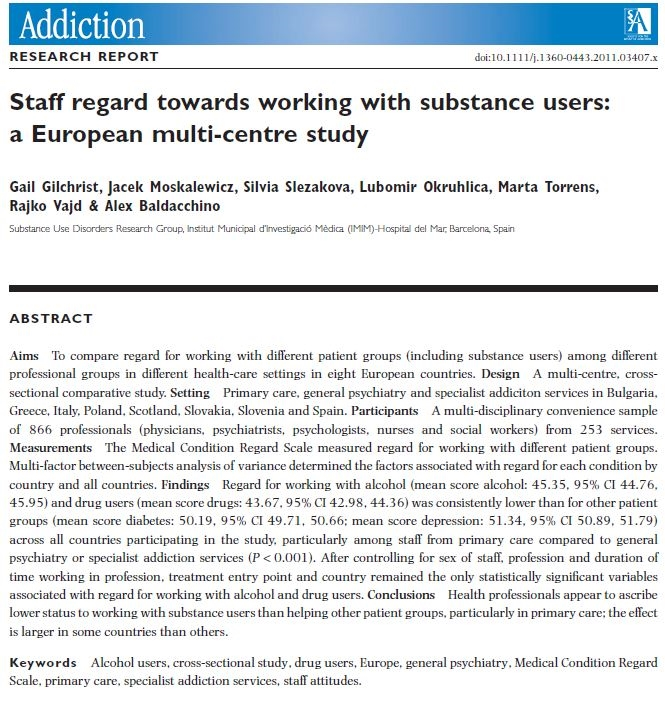 Addiction
RESEARCH REPORT
doi:10.1111/j.1360-0443.2011.03407.x
Staff regard towards working with substance users:
a European multi-centre study
Gail Gilchrist, Jacek Moskalewicz, Silvia Slezakova, Lubomir Okruhlica, Marta Torrens,
Rajko Vajd & Alex Baldacchino
Substance Use Disorders Research Group, Institut Municipal d'Investigació Mèdica (IMIM)-Hospital del Mar, Barcelona, Spain
ABSTRACT
Aims To compare regard for working with different patient groups (including substance users) among different
professional groups in different health-care settings in eight European countries. Design A multi-centre, cross-
sectional comparative study. Setting Primary care, general psychiatry and specialist addiciton services in Bulgaria,
Greece, Italy, Poland, Scotland, Slovakia, Slovenia and Spain. Participants A multi-disciplinary convenience sample
of 866 professionals (physicians, psychiatrists, psychologists, nurses and social workers) from 253 services.
Measurements The Medical Condition Regard Scale measured regard for working with different patient groups.
Multi-factor between-subjects analysis of variance determined the factors associated with regard for each condition by
country and all countries. Findings Regard for working with alcohol (mean score alcohol: 45.35, 95% CI 44.76,
45.95) and drug users (mean score drugs: 43.67, 95% CI 42.98, 44.36) was consistently lower than for other patient
groups (mean score diabetes: 50.19, 95% CI 49.71, 50.66; mean score depression: 51.34, 95% CI 50.89, 51.79)
across all countries participating in the study, particularly among staff from primary care compared to general
psychiatry or specialist addiction services (P < 0.001). After controlling for sex of staff, profession and duration of
time working in profession, treatment entry point and country remained the only statistically significant variables
associated with regard for working with alcohol and drug users. Conclusions Health professionals appear to ascribe
lower status to working with substance users than helping other patient groups, particularly in primary care; the effect
is larger in some countries than others.
Keywords Alcohol users, cross-sectional study, drug users, Europe, general psychiatry, Medical Condition Regard
Scale, primary care, specialist addiction services, staff attitudes.